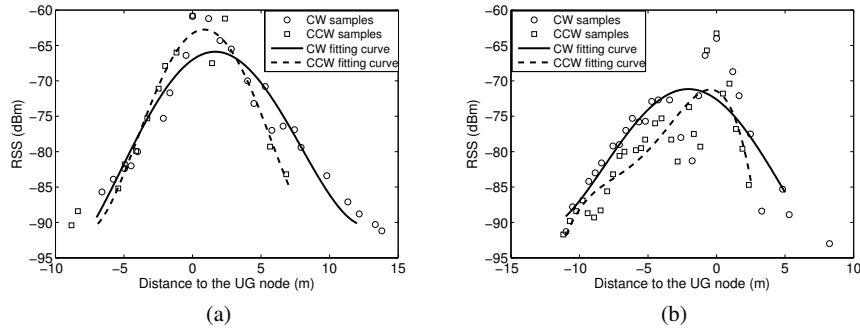 −60
−65
−70
−75
−80
−85
−90
−95
RSS (dBm)
−10 −5 0 5 10 15
Distance to the UG node (m)
CW samples
CCW samples
CW fitting curve
CCW fitting curve
(a)
−60
−65
−70
−75
−80
−85
−90
−95
RSS (dBm)
−15 −10 −5 0 5 10
Distance to the UG node (m)
CW samples
CCW samples
CW fitting curve
CCW fitting curve
(b)